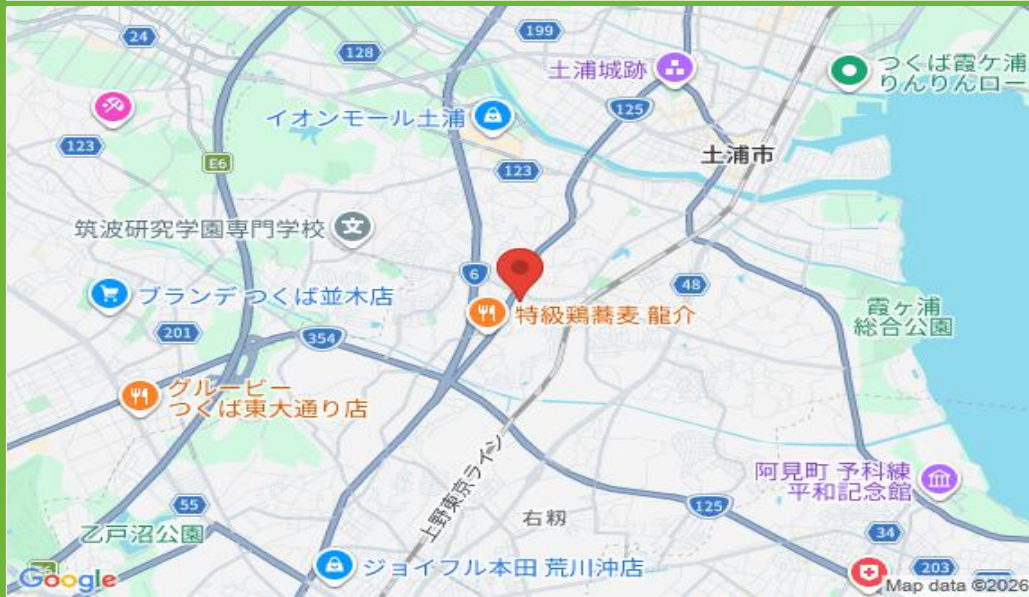 24
199
128
土浦城跡
つくば霞ケ浦
りんりんロー
125
イオンモール土浦
123
E6
123
土浦市
筑波研究学園専門学校
6
48
ブランデ つくば並木店
特級鶏蕎麦 龍介
霞ヶ浦
総合公園
201
354
グルービー
つくば東大通り店
上野東京ライン
阿見町 予科練
平和記念館
55
125
右籾
乙戸沼公園
34
ジョイフル本田 荒川沖店
203
Google
Map data ©2026